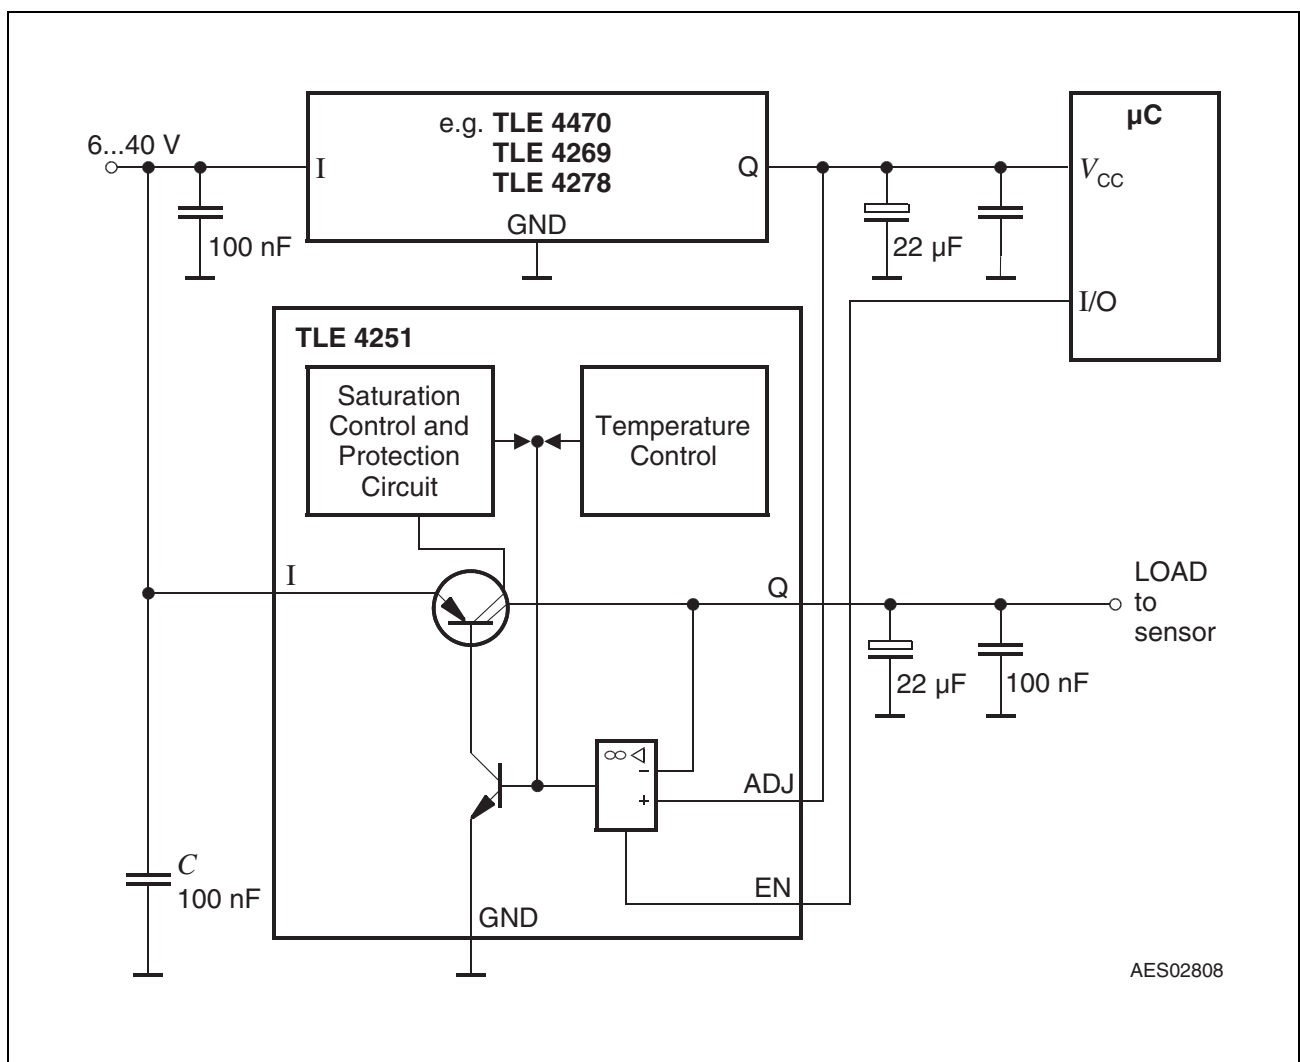 6...40 V
I
e.g. TLE 4470
TLE 4269
TLE 4278
GND
Q
µC
VCC
I/O
100 nF
22 µF
TLE 4251
Saturation
Control and
Protection
Circuit
Temperature
Control
I
Q
LOAD
to
sensor
22 µF
100 nF
∞
−
+
ADJ
EN
GND
C
100 nF
AES02808